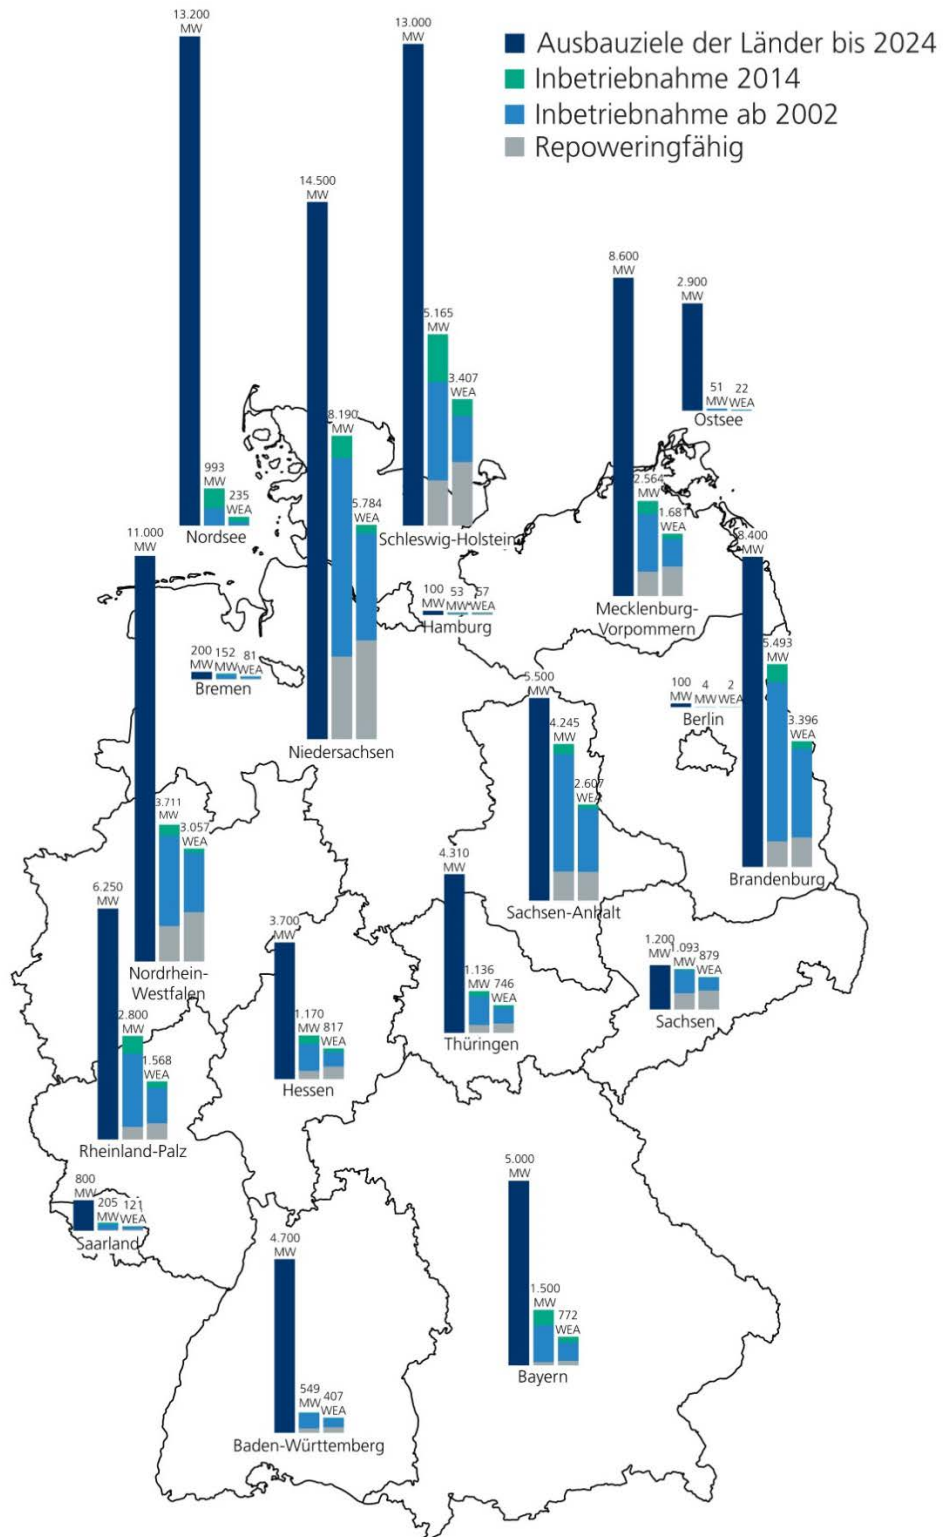 13.200
MW
13.000
MW
Ausbauziele der Länder bis 2024
Inbetriebnahme 2014
Inbetriebnahme ab 2002
Repoweringfähig
14.500
MW
8.600
MW
2.900
MW
51
MW
22
WEA
Ostsee
5.165
MW
3.407
WEA
Schleswig-Holstein
8.190
MW
5.784
WEA
Niedersachsen
993
MW
235
WEA
Nordsee
2.564
MW
1.681
WEA
Mecklenburg-
Vorpommern
11.000
MW
8.400
MW
100
MW
53
MW
57
WEA
Hamburg
200
MW
152
MW
81
WEA
Bremen
5.500
MW
4.245
MW
2.607
WEA
Sachsen-Anhalt
100
MW
4
MW
2
WEA
Berlin
5.493
MW
3.396
WEA
Brandenburg
3.711
MW
3.057
WEA
Nordrhein-
Westfalen
6.250
MW
2.800
MW
1.568
WEA
Rheinland-Palz
3.700
MW
1.170
MW
817
WEA
Hessen
4.310
MW
1.136
MW
746
WEA
Thüringen
1.200
MW
1.093
MW
879
WEA
Sachsen
800
MW
205
MW
121
WEA
Saarland
4.700
MW
549
MW
407
WEA
Baden-Württemberg
5.000
MW
1.500
MW
772
WEA
Bayern